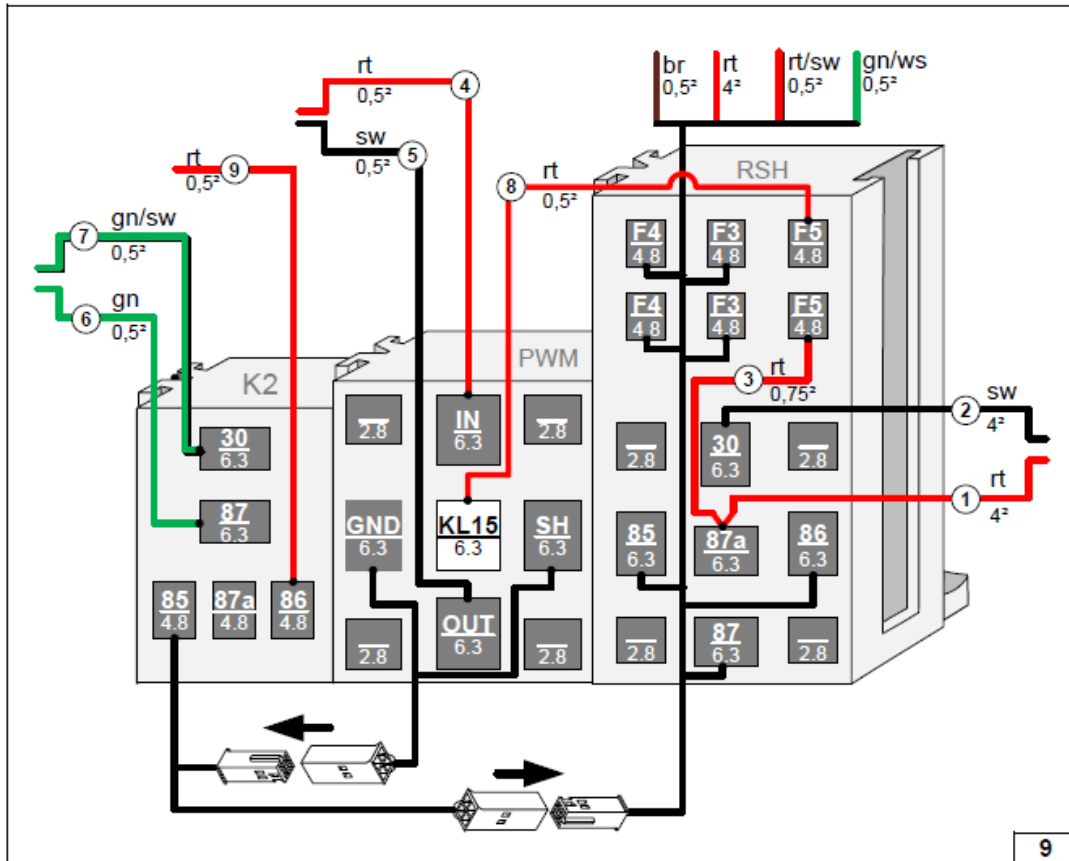 br rt rt/sw gn/ws
0,5² 4² 0,5² 0,5²
rt 4
0,5²
sw 5
0,5²
rt 9
0,5²
8 rt
0,5²
RSH
7 gn/sw
0,5²
6 gn
0,5²
F4 F3 F5
4.8 4.8 4.8
F4 F3 F5
4.8 4.8 4.8
K2
PWM
3 rt
0,75²
2 sw
4²
1 rt
4²
30
6.3
87
6.3
85 87a 86
4.8 4.8 4.8
2.8 IN 2.8
6.3
GND KL15 SH
6.3 6.3 6.3
2.8 OUT 2.8
6.3
2.8 30 2.8
6.3
85 87a 86
6.3 6.3 6.3
2.8 87 2.8
6.3
9